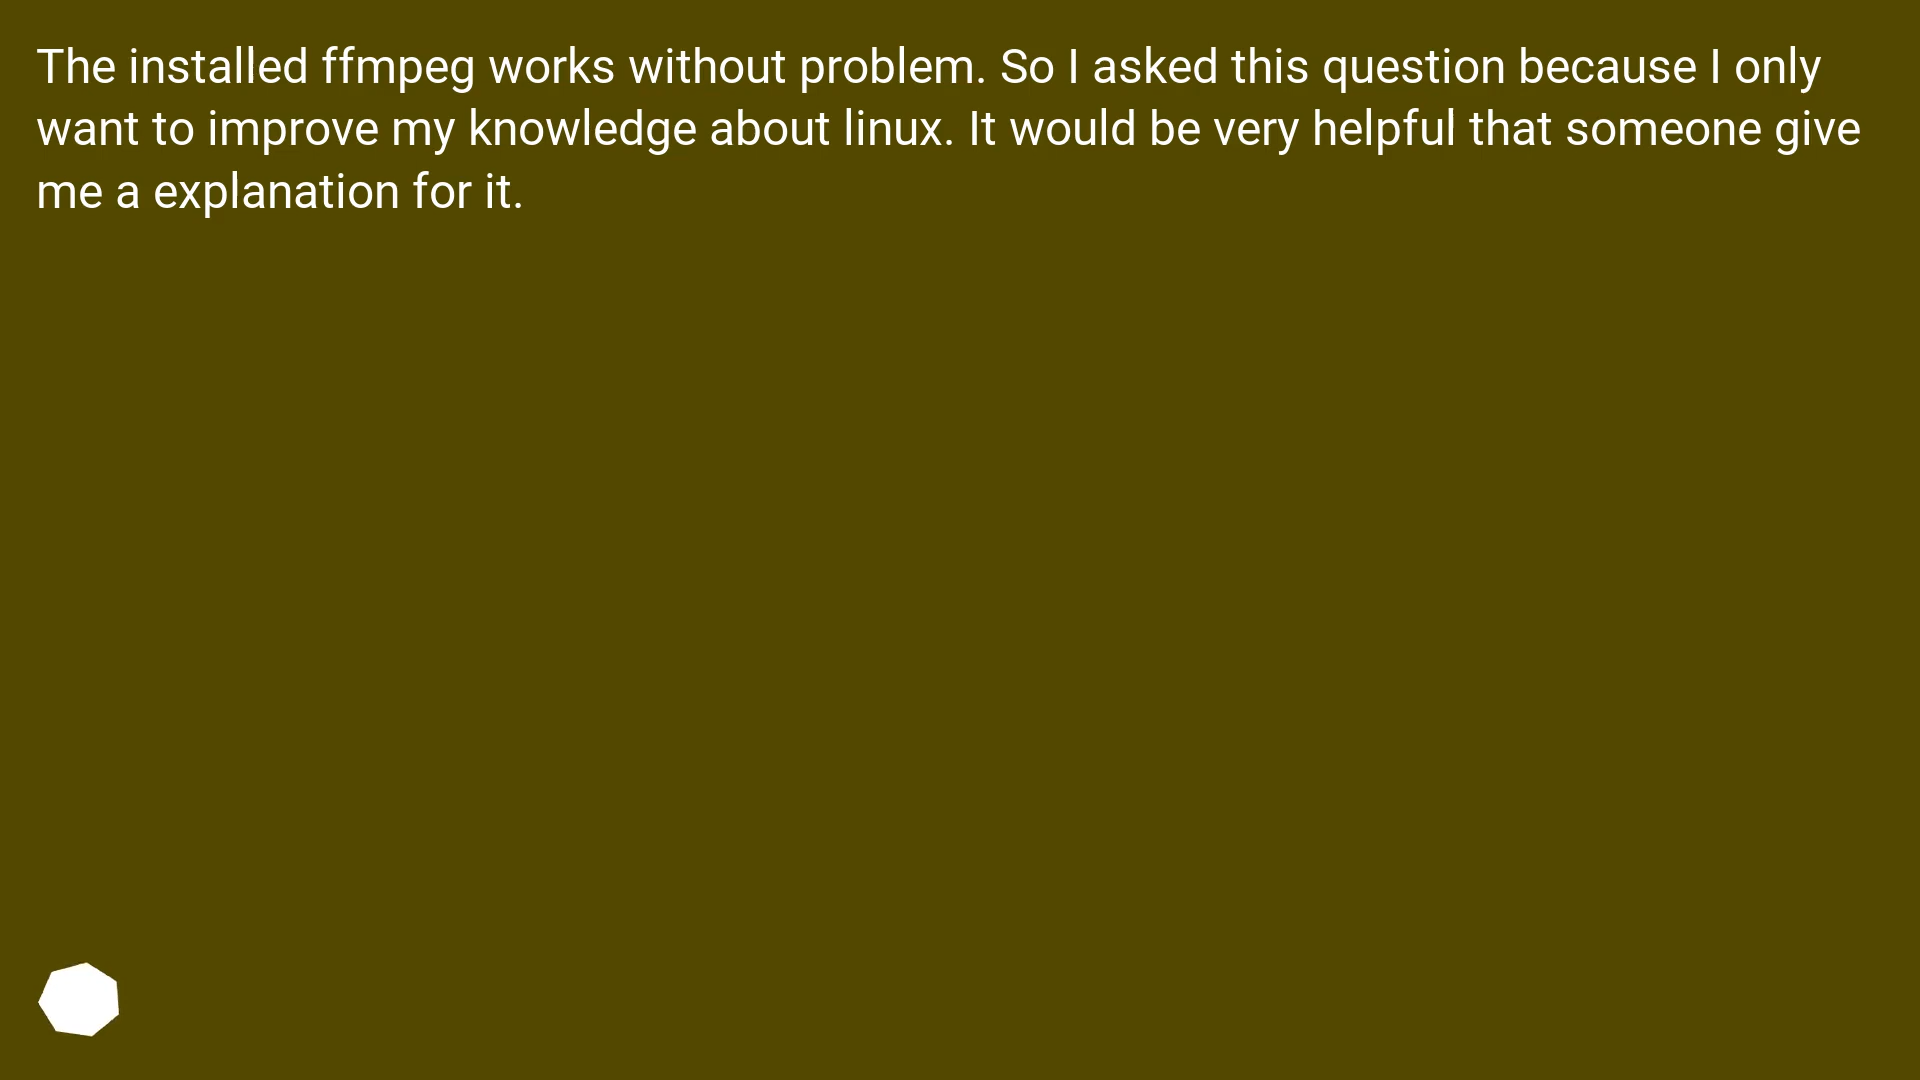 The installed ffmpeg works without problem. So I asked this question because I only
want to improve my knowledge about linux. It would be very helpful that someone give
me a explanation for it.